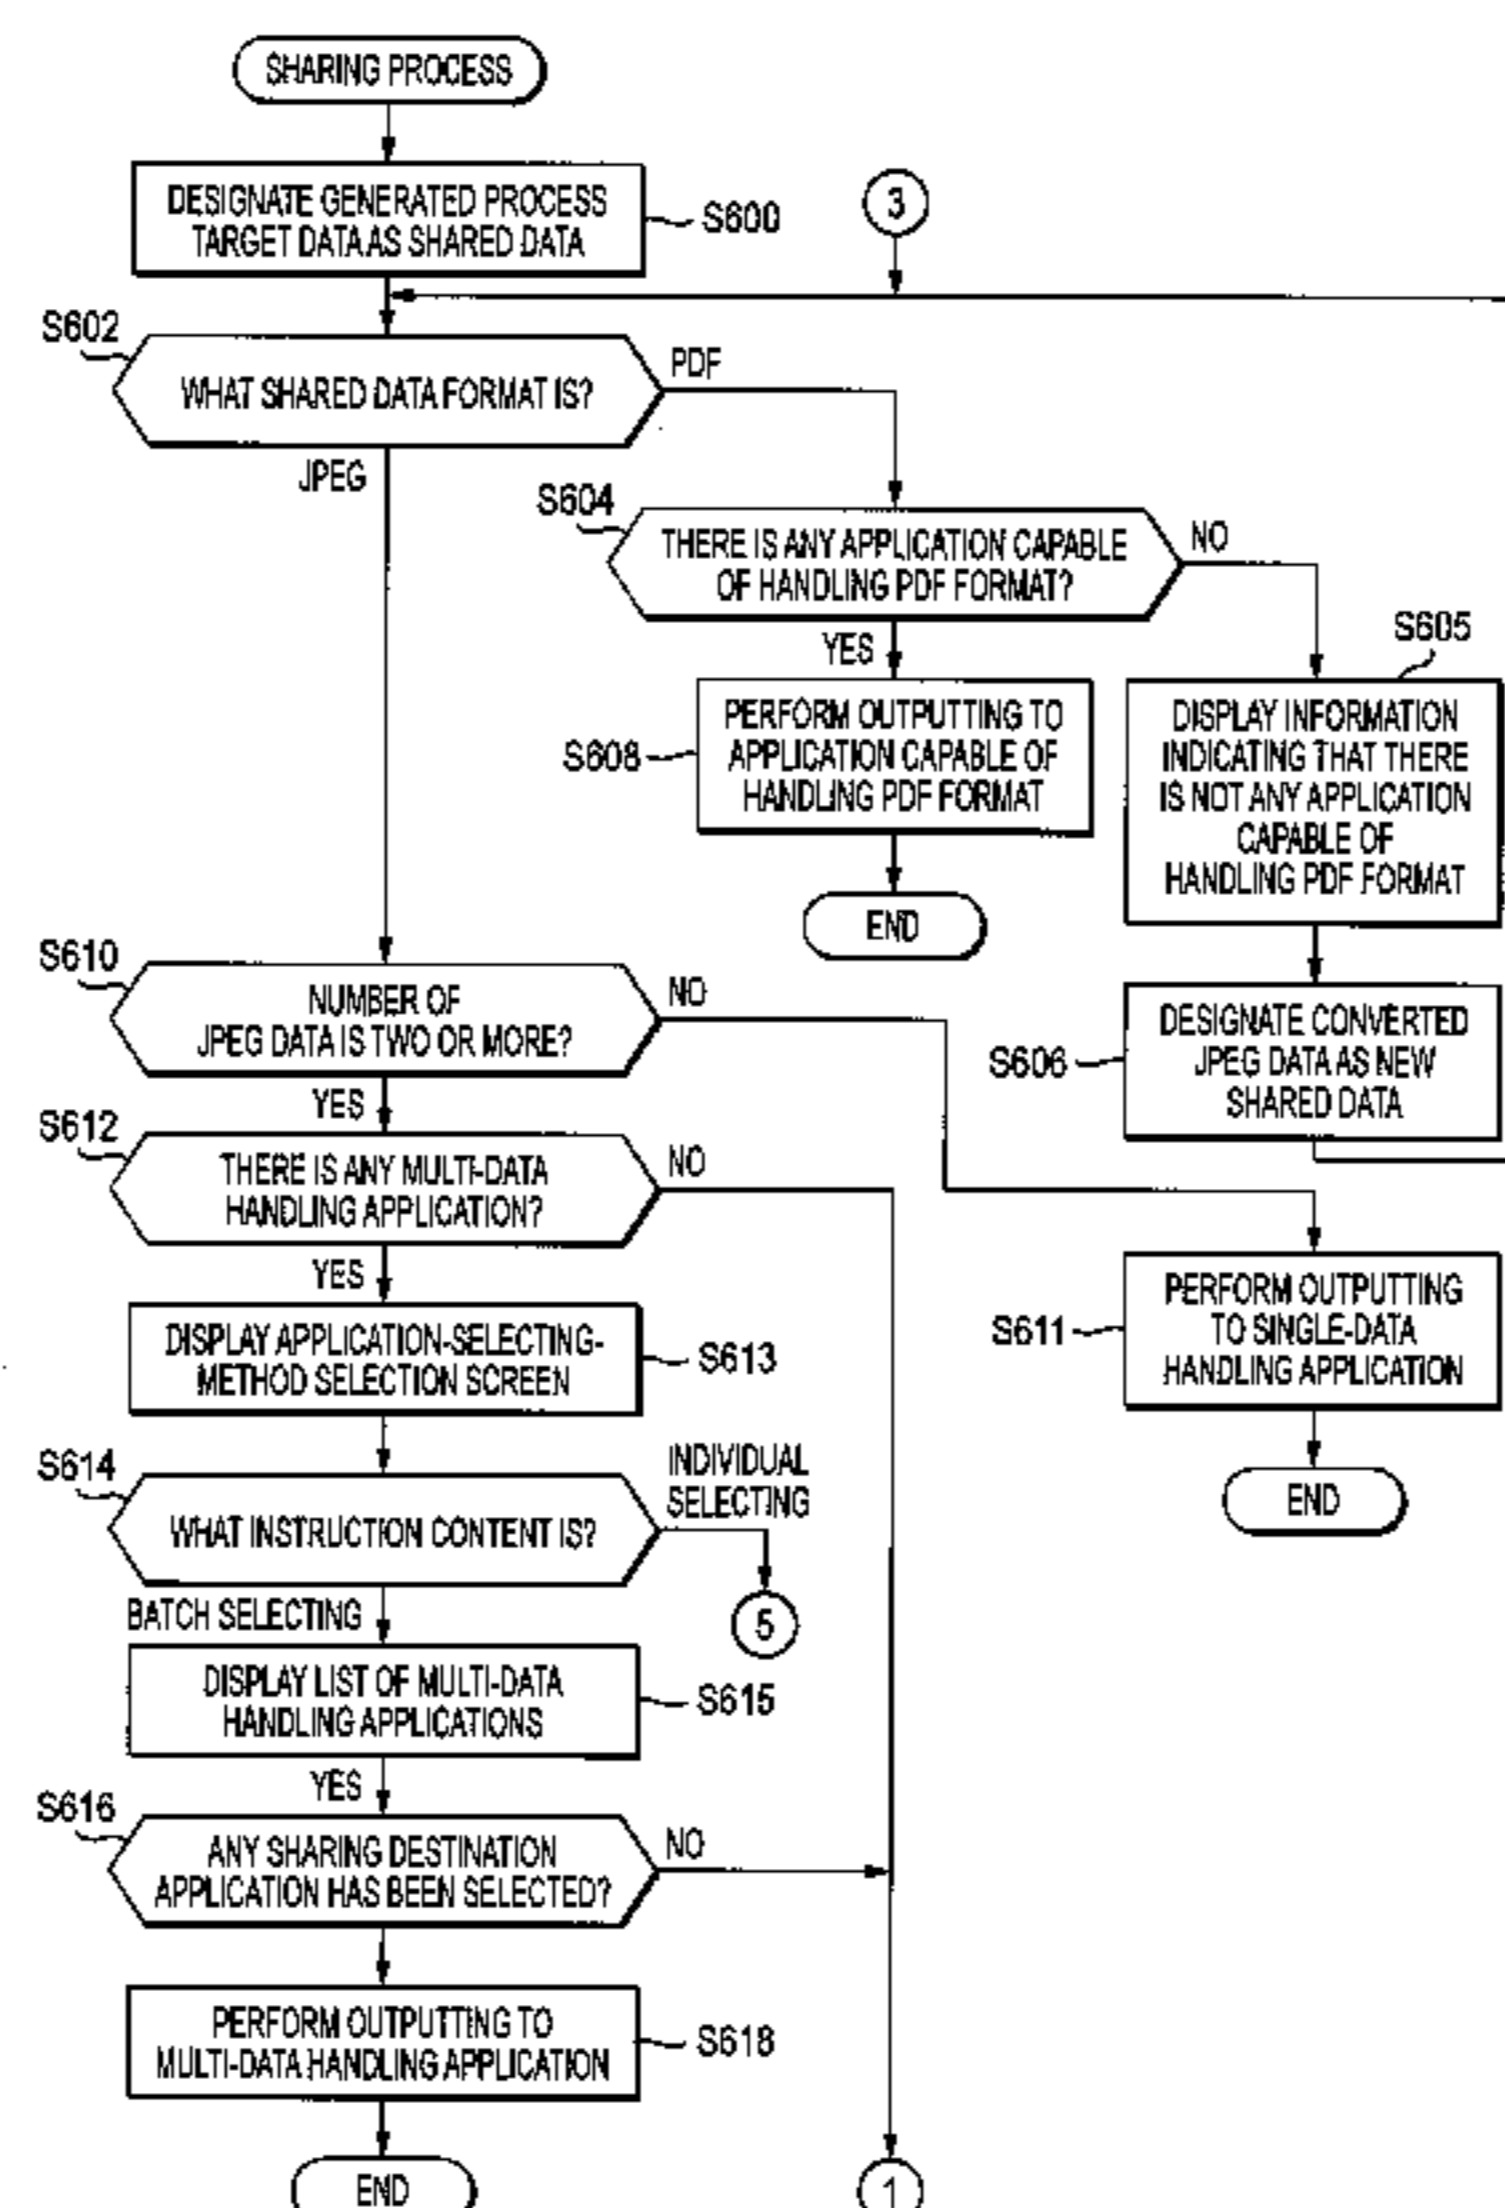 SHARING PROCESS
DESIGNATE GENERATED PROCESS
TARGET DATA AS SHARED DATA
S600
3
S602
WHAT SHARED DATA FORMAT IS?
PDF
JPEG
S604
THERE IS ANY APPLICATION CAPABLE
OF HANDLING PDF FORMAT?
NO
YES
S605
DISPLAY INFORMATION
INDICATING THAT THERE
IS NOT ANY APPLICATION
CAPABLE OF
HANDLING PDF FORMAT
S608
PERFORM OUTPUTTING TO
APPLICATION CAPABLE OF
HANDLING PDF FORMAT
END
S606
DESIGNATE CONVERTED
JPEG DATA AS NEW
SHARED DATA
S610
NUMBER OF
JPEG DATA IS TWO OR MORE?
NO
YES
S612
THERE IS ANY MULTI-DATA
HANDLING APPLICATION?
NO
YES
S611
PERFORM OUTPUTTING
TO SINGLE-DATA
HANDLING APPLICATION
END
DISPLAY APPLICATION-SELECTING-
METHOD SELECTION SCREEN
S613
S614
WHAT INSTRUCTION CONTENT IS?
INDIVIDUAL
SELECTING
5
BATCH SELECTING
DISPLAY LIST OF MULTI-DATA
HANDLING APPLICATIONS
S615
YES
S616
ANY SHARING DESTINATION
APPLICATION HAS BEEN SELECTED?
NO
PERFORM OUTPUTTING TO
MULTI-DATA HANDLING APPLICATION
S618
END
1